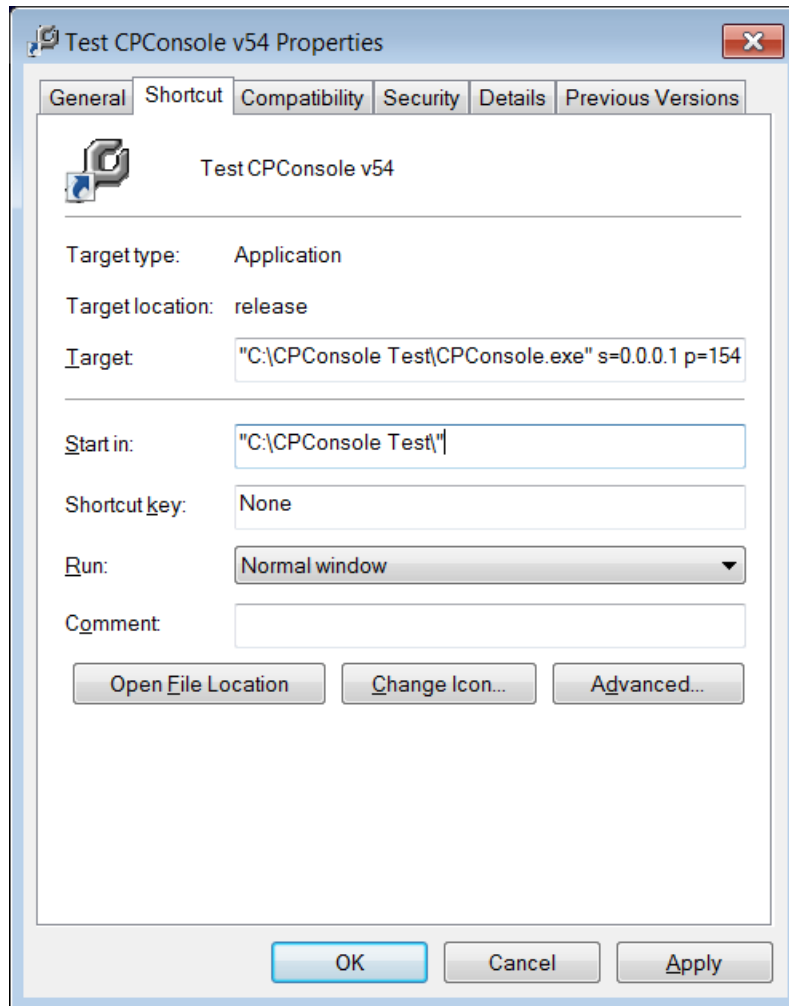 Test CPConsole v54 Properties
General Shortcut Compatibility Security Details Previous Versions
Test CPConsole v54
Target type: Application
Target location: release
Target: "C:\CPConsole Test\CPConsole.exe" s=0.0.0.1 p=154
Start in: "C:\CPConsole Test\"
Shortcut key: None
Run: Normal window
Comment:
Open File Location Change Icon... Advanced...
OK Cancel Apply